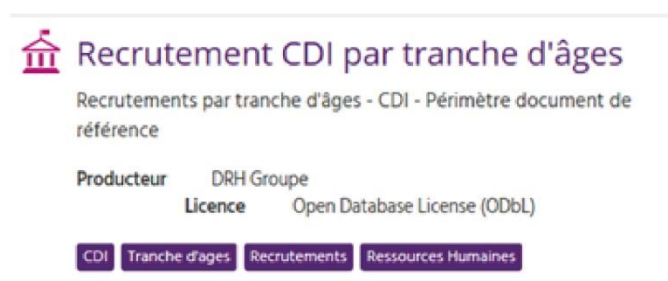 Recrutement CDI par tranche d'âges
Recrutements par tranche d'âges - CDI - Périmètre document de
référence
Producteur DRH Groupe
Licence Open Database License (ODbL)
CDI Tranche d'ages Recrutements Ressources Humaines